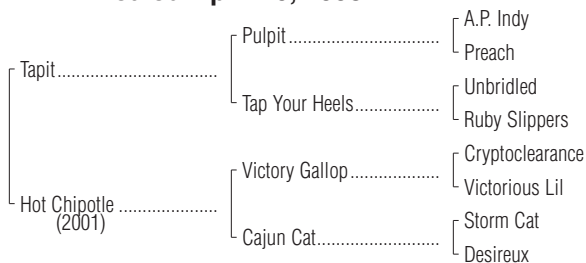 A.P. Indy
Pulpit
Preach
Tapit
Unbridled
Tap Your Heels
Ruby Slippers
Cryptoclearance
Victory Gallop
Victorious Lil
Hot Chipotle
(2001)
Storm Cat
Cajun Cat
Desireux